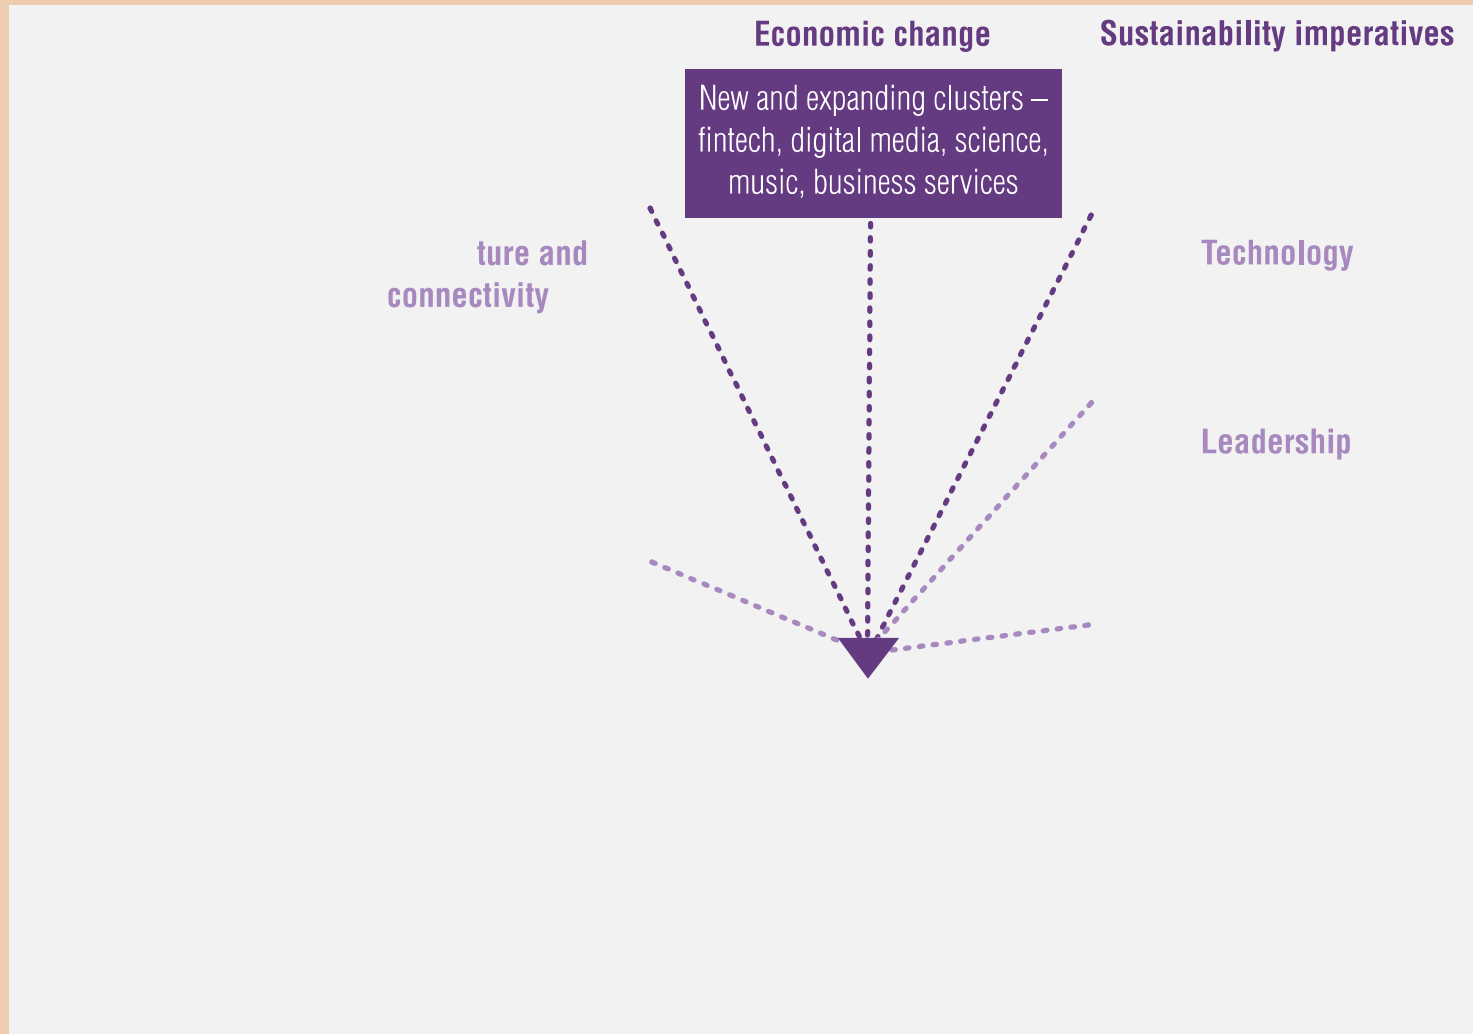 Economic change
Sustainability imperatives
New and expanding clusters –
fintech, digital media, science,
music, business services
ture and
connectivity
Technology
Leadership